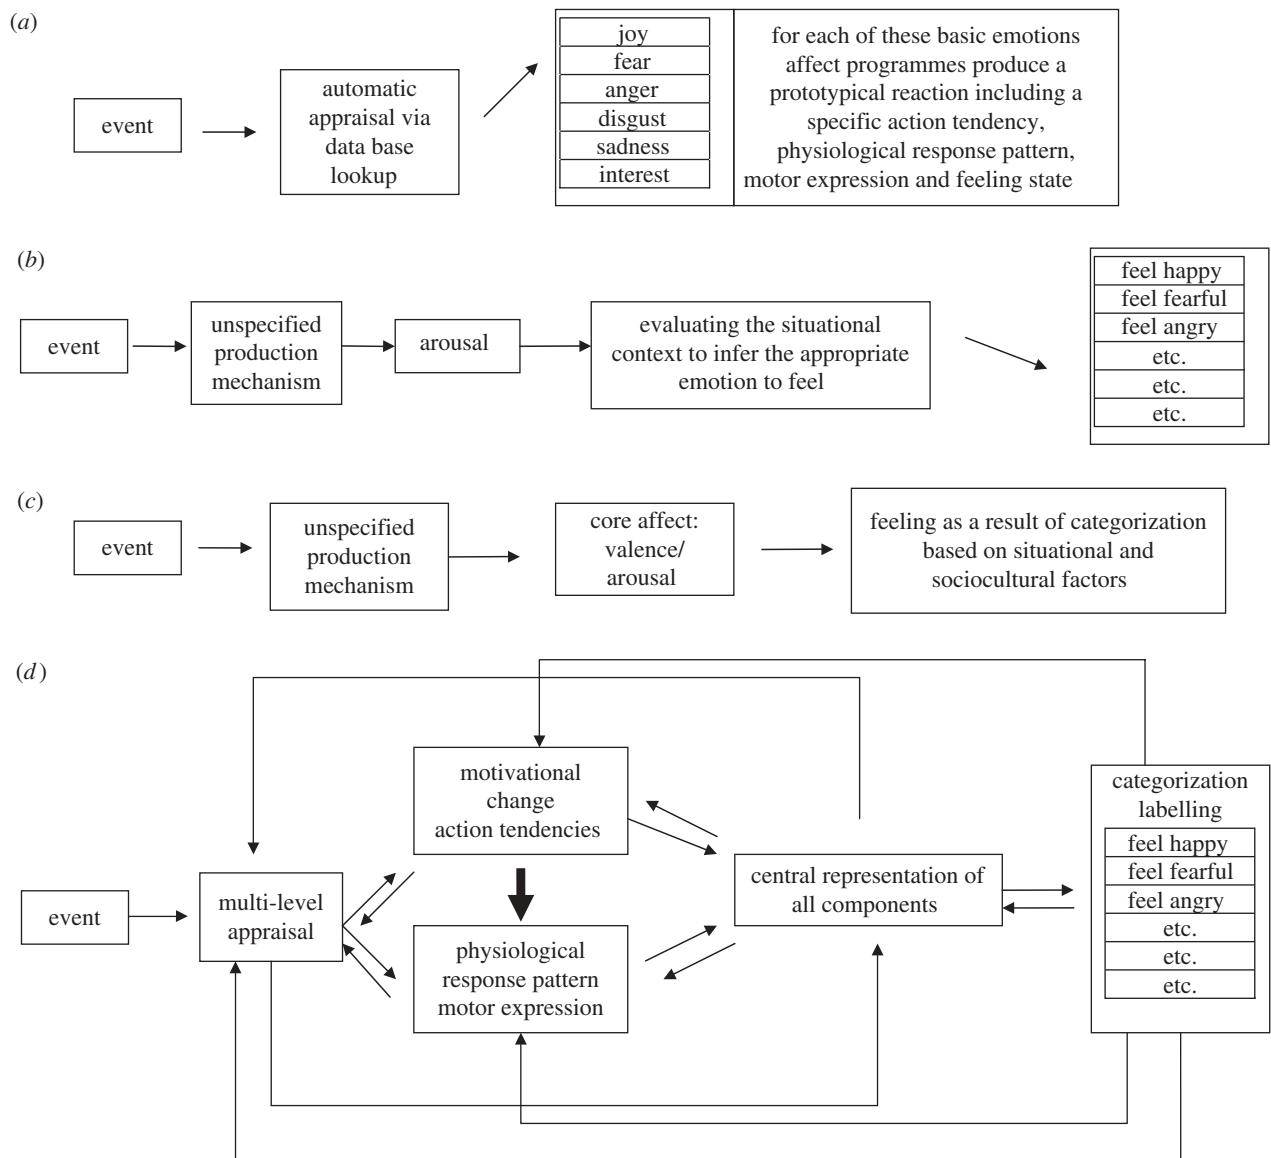 (a)
event
automatic
appraisal via
data base
lookup
joy
fear
anger
disgust
sadness
interest
for each of these basic emotions
affect programmes produce a
prototypical reaction including a
specific action tendency,
physiological response pattern,
motor expression and feeling state
(b)
event
unspecified
production
mechanism
arousal
evaluating the situational
context to infer the appropriate
emotion to feel
feel happy
feel fearful
feel angry
etc.
etc.
etc.
(c)
event
unspecified
production
mechanism
core affect:
valence/
arousal
feeling as a result of categorization
based on situational and
sociocultural factors
(d)
event
multi-level
appraisal
motivational
change
action tendencies
physiological
response pattern
motor expression
central representation of
all components
categorization
labelling
feel happy
feel fearful
feel angry
etc.
etc.
etc.